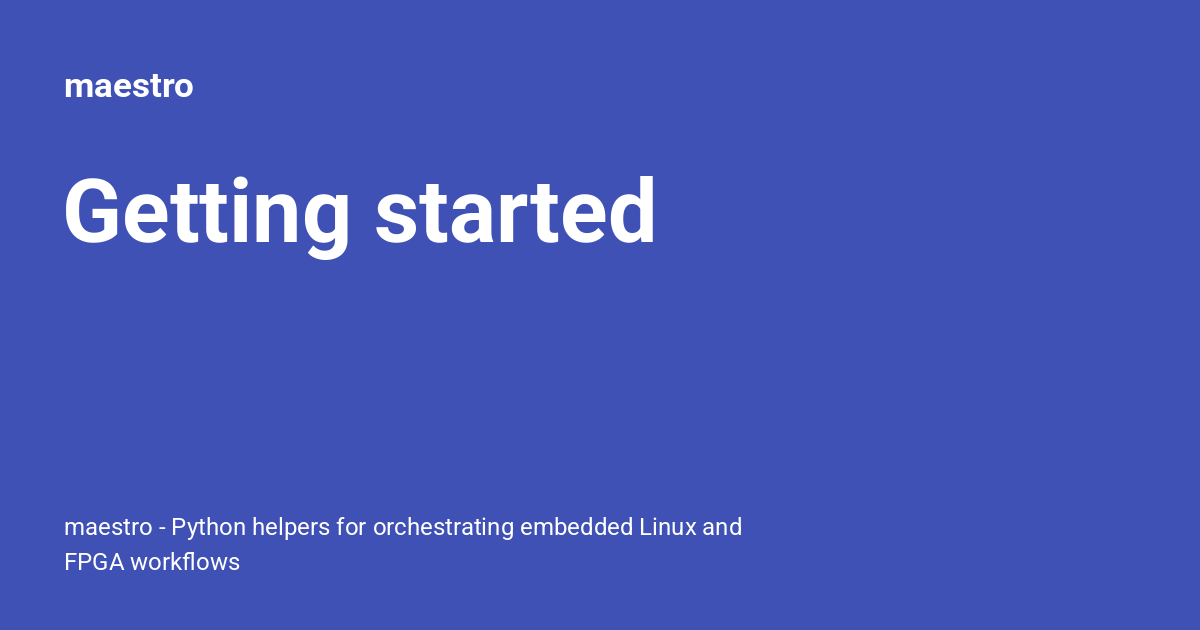 maestro
Getting started
maestro - Python helpers for orchestrating embedded Linux and
FPGA workflows